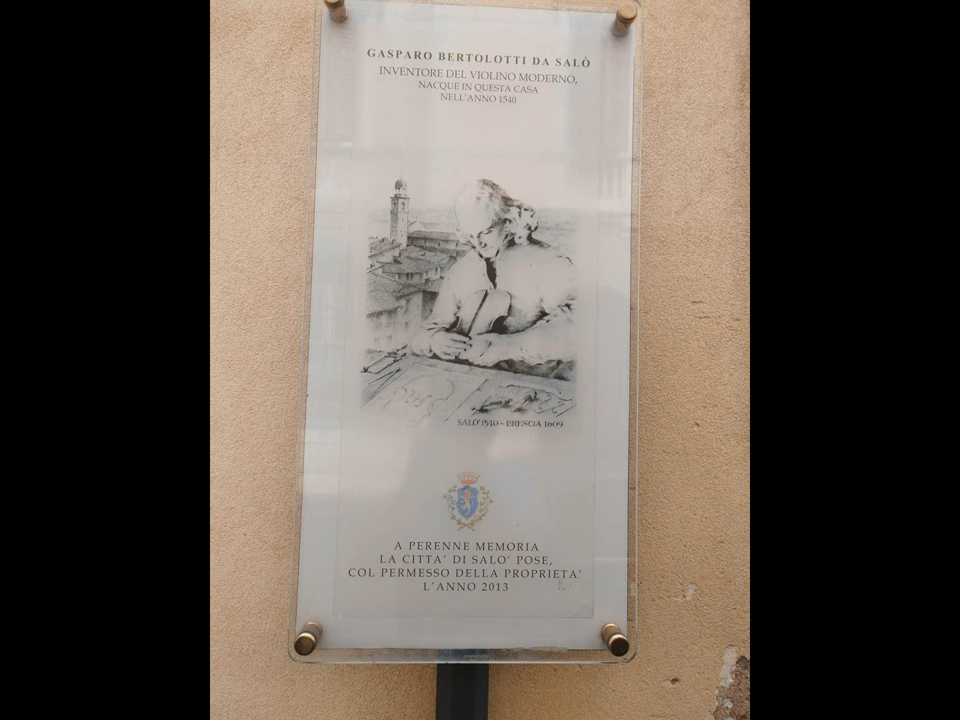 GASPARO BERTOLOTTI DA SALÒ
INVENTORE DEL VIOLINO MODERNO,
NACQUE IN QUESTA CASA
NELL'ANNO 1540
SALO' 1540 ~ BRESCIA 1609
A PERENNE MEMORIA
LA CITTA' DI SALO' POSE,
COL PERMESSO DELLA PROPRIETA'
L'ANNO 2013